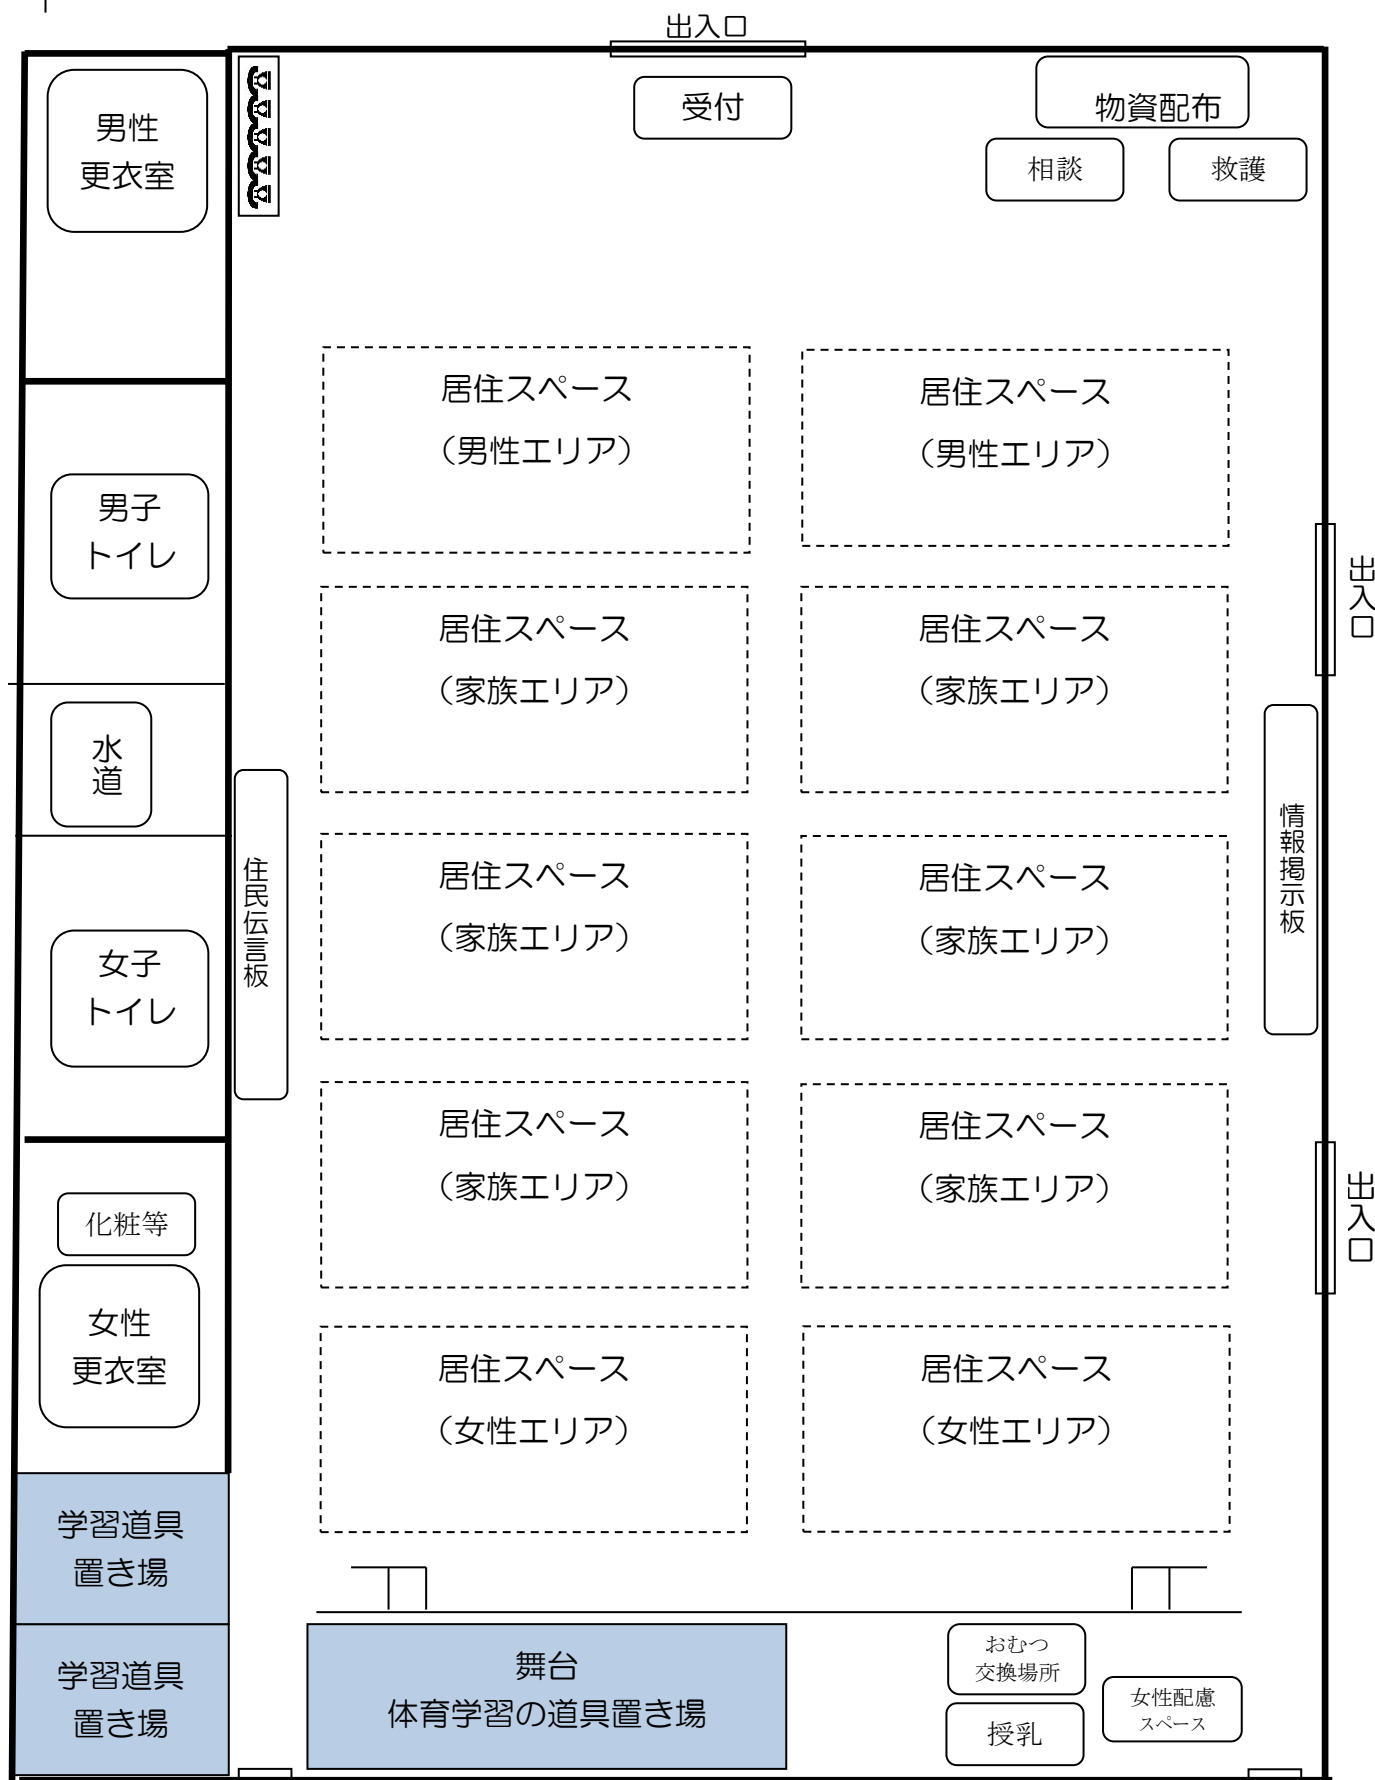 出入口
受付
物資配布
相談
救護
男性
更衣室
居住スペース
（男性エリア）
居住スペース
（男性エリア）
男子
トイレ
出入口
居住スペース
（家族エリア）
居住スペース
（家族エリア）
水道
住民伝言板
情報掲示板
居住スペース
（家族エリア）
居住スペース
（家族エリア）
女子
トイレ
居住スペース
（家族エリア）
居住スペース
（家族エリア）
出入口
化粧等
女性
更衣室
居住スペース
（女性エリア）
居住スペース
（女性エリア）
学習道具
置き場
学習道具
置き場
舞台
体育学習の道具置き場
おむつ
交換場所
授乳
女性配慮
スペース